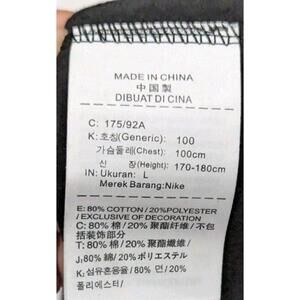 MADE IN CHINA
中国製
DIBUAT DI CINA
C: 175/92A
K: 호칭(Generic): 100
가슴둘레(Chest): 100cm
신 장(Height): 170-180cm
IN: Ukuran: L
Merek Barang: Nike
E: 80% COTTON / 20%POLYESTER
/ EXCLUSIVE OF DECORATION
C: 80% 棉 / 20% 聚酯纤维 / 不包
括装饰部分
T: 80% 棉 / 20% 聚酯纖維 /
J: 80% 綿 / 20% ポリエステル
K: 섬유혼용율 / 80% 면 / 20%
폴리에스터 /